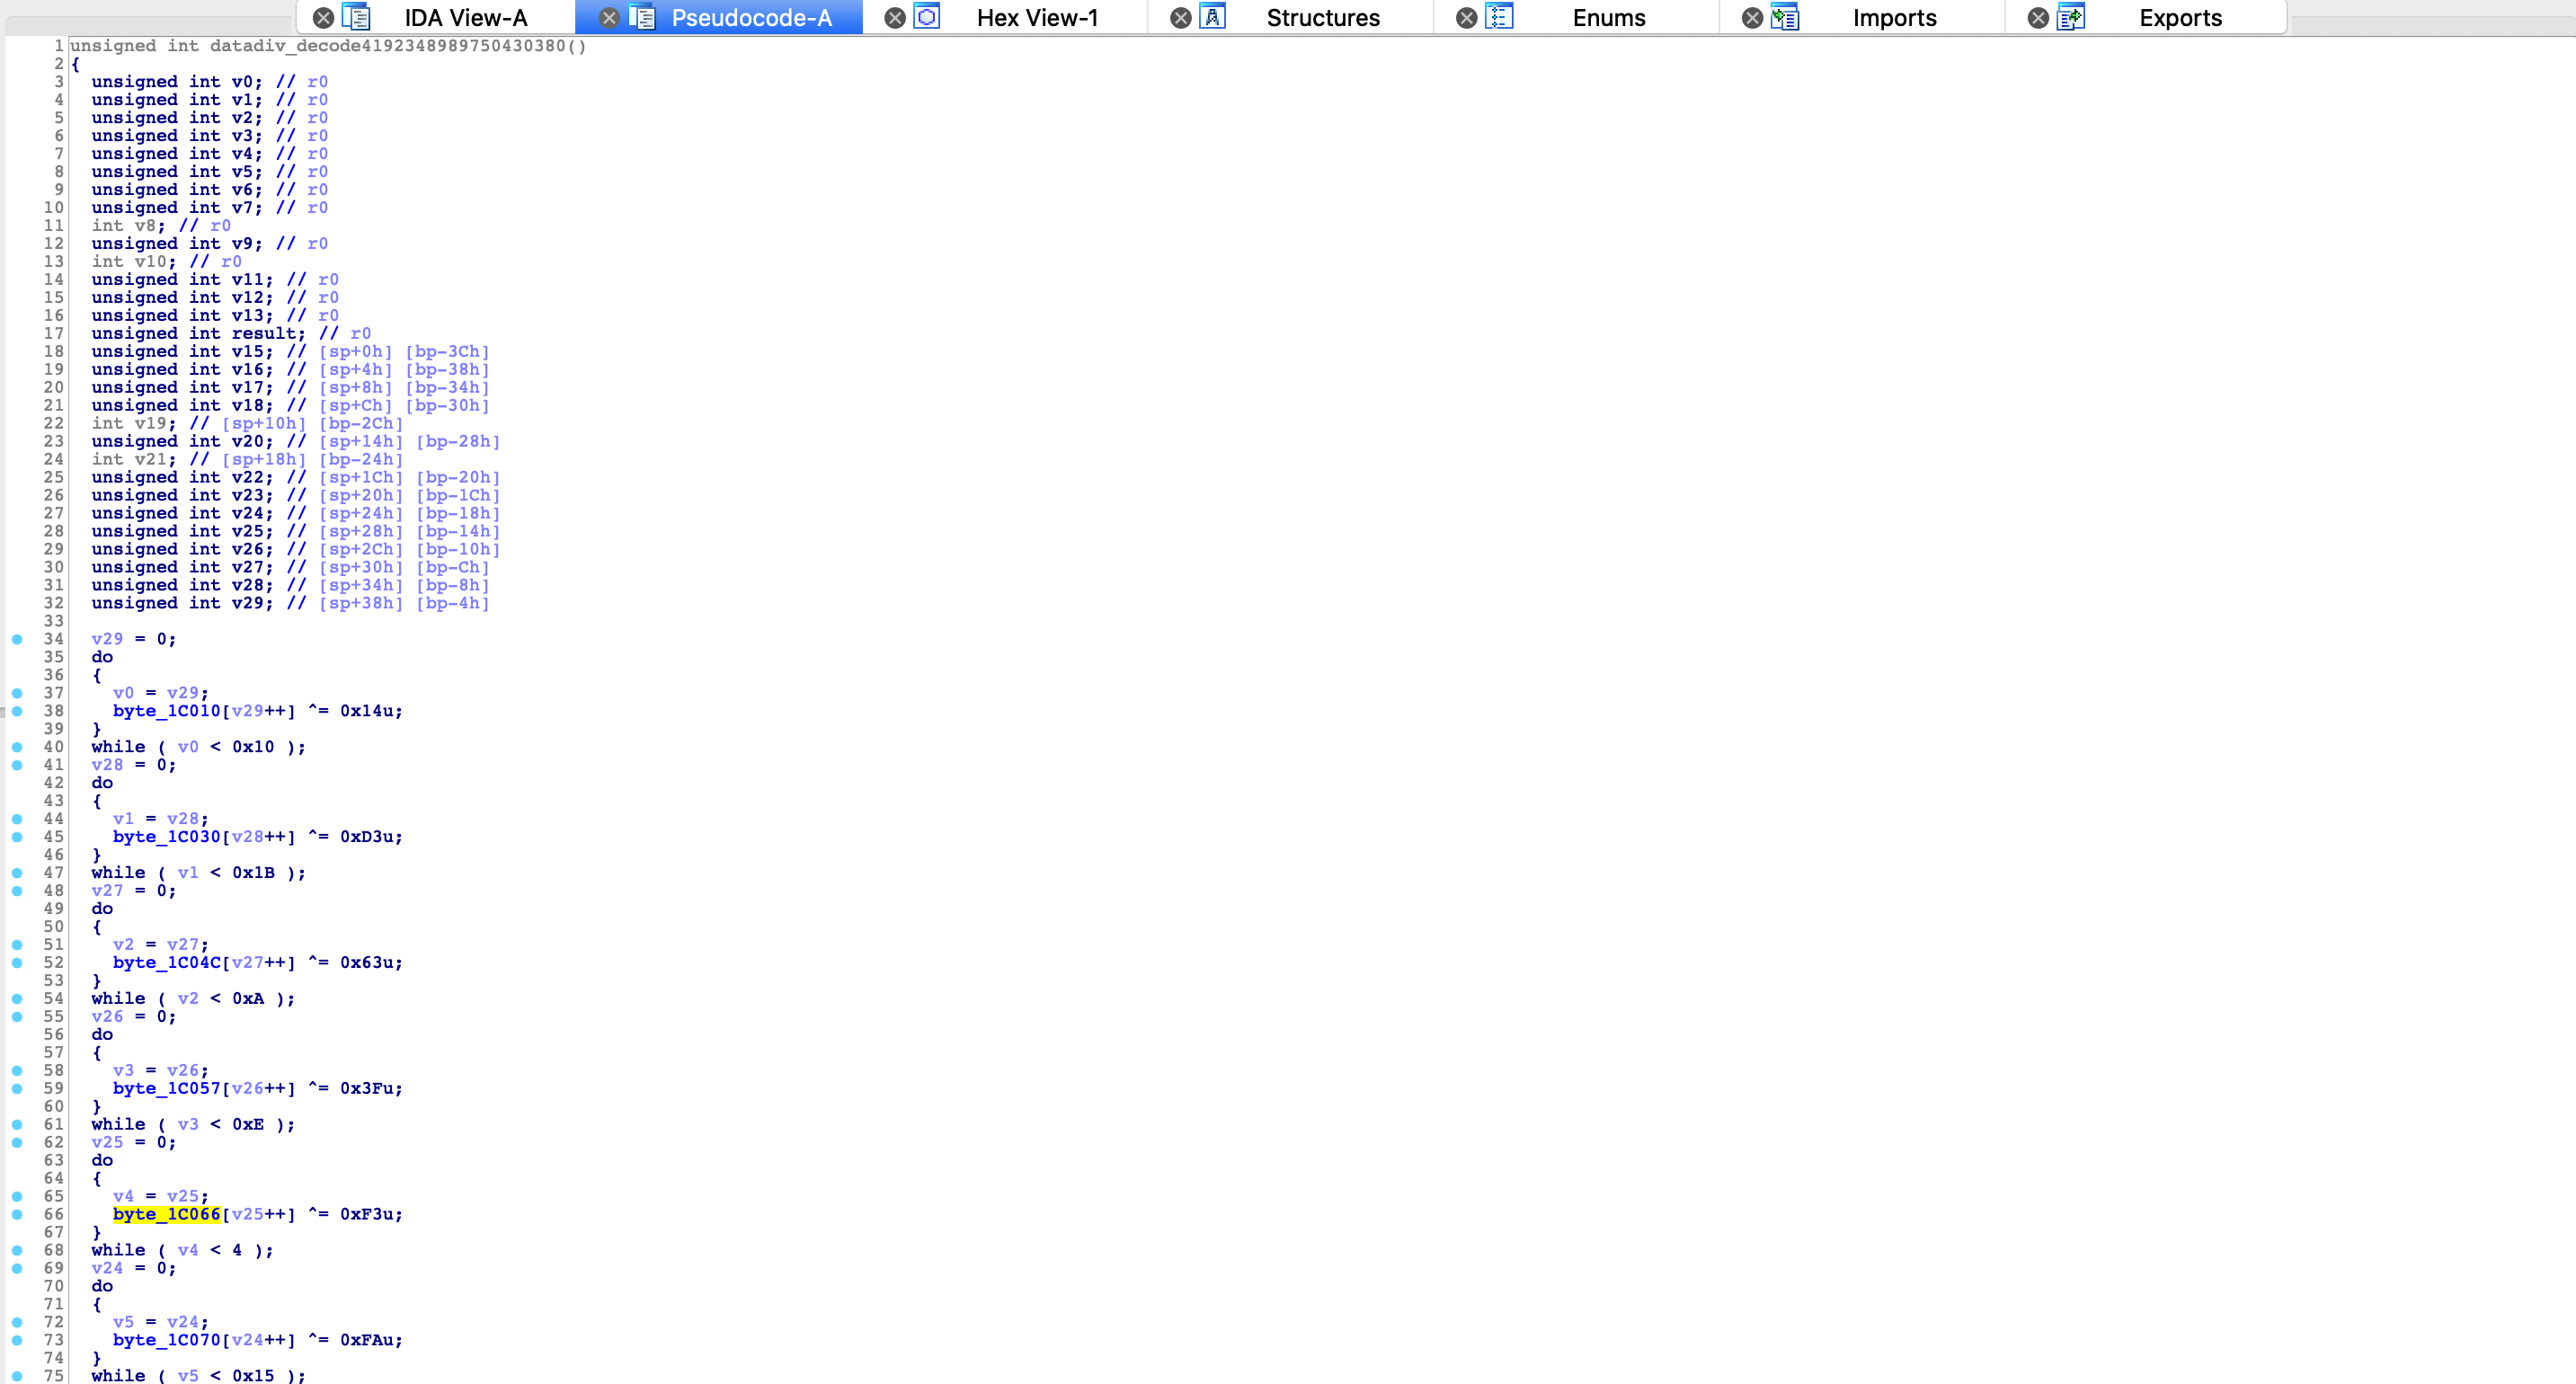 IDA View-A Pseudocode-A Hex View-1 Structures Enums Imports Exports
1 unsigned int datadiv_decode4192348989750430380()
2 {
3   unsigned int v0; // r0
4   unsigned int v1; // r0
5   unsigned int v2; // r0
6   unsigned int v3; // r0
7   unsigned int v4; // r0
8   unsigned int v5; // r0
9   unsigned int v6; // r0
10   unsigned int v7; // r0
11   int v8; // r0
12   unsigned int v9; // r0
13   int v10; // r0
14   unsigned int v11; // r0
15   unsigned int v12; // r0
16   unsigned int v13; // r0
17   unsigned int result; // r0
18   unsigned int v15; // [sp+0h] [bp-3Ch]
19   unsigned int v16; // [sp+4h] [bp-38h]
20   unsigned int v17; // [sp+8h] [bp-34h]
21   unsigned int v18; // [sp+Ch] [bp-30h]
22   int v19; // [sp+10h] [bp-2Ch]
23   unsigned int v20; // [sp+14h] [bp-28h]
24   int v21; // [sp+18h] [bp-24h]
25   unsigned int v22; // [sp+1Ch] [bp-20h]
26   unsigned int v23; // [sp+20h] [bp-1Ch]
27   unsigned int v24; // [sp+24h] [bp-18h]
28   unsigned int v25; // [sp+28h] [bp-14h]
29   unsigned int v26; // [sp+2Ch] [bp-10h]
30   unsigned int v27; // [sp+30h] [bp-Ch]
31   unsigned int v28; // [sp+34h] [bp-8h]
32   unsigned int v29; // [sp+38h] [bp-4h]
33
34   v29 = 0;
35   do
36   {
37     v0 = v29;
38     byte_1C010[v29++] ^= 0x14u;
39   }
40   while ( v0 < 0x10 );
41   v28 = 0;
42   do
43   {
44     v1 = v28;
45     byte_1C030[v28++] ^= 0xD3u;
46   }
47   while ( v1 < 0x1B );
48   v27 = 0;
49   do
50   {
51     v2 = v27;
52     byte_1C04C[v27++] ^= 0x63u;
53   }
54   while ( v2 < 0xA );
55   v26 = 0;
56   do
57   {
58     v3 = v26;
59     byte_1C057[v26++] ^= 0x3Fu;
60   }
61   while ( v3 < 0xE );
62   v25 = 0;
63   do
64   {
65     v4 = v25;
66     byte_1C066[v25++] ^= 0xF3u;
67   }
68   while ( v4 < 4 );
69   v24 = 0;
70   do
71   {
72     v5 = v24;
73     byte_1C070[v24++] ^= 0xFAu;
74   }
75   while ( v5 < 0x15 );